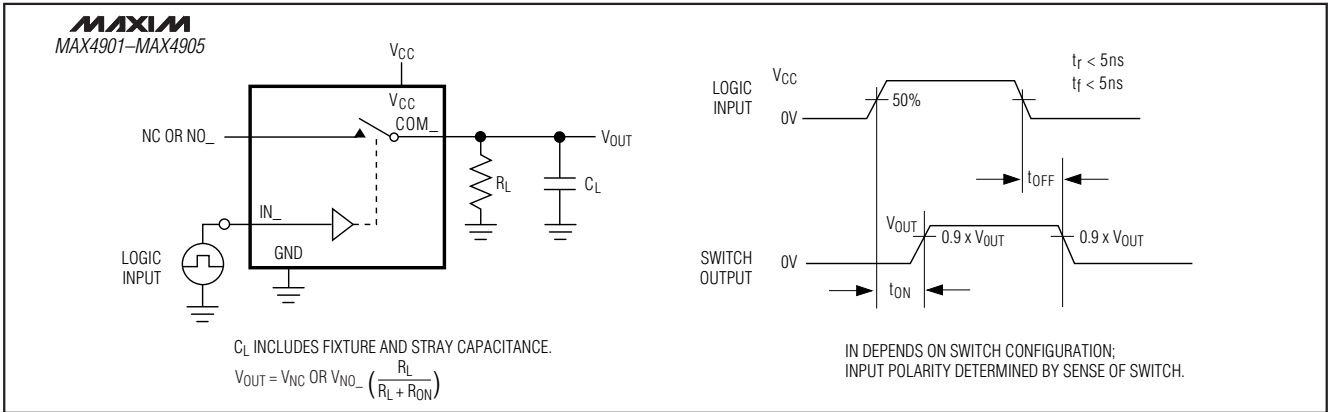 MAXIM
MAX4901–MAX4905
VCC
VCC
COM_
NC OR NO_
VOUT
RL
CL
IN_
GND
LOGIC
INPUT
CL INCLUDES FIXTURE AND STRAY CAPACITANCE.
VOUT = VNC OR VNO_ (RL / RL + RON)
tr < 5ns
tf < 5ns
LOGIC
INPUT
VCC
50%
0V
tOFF
VOUT
0.9 x VOUT
0.9 x VOUT
SWITCH
OUTPUT
0V
tON
IN DEPENDS ON SWITCH CONFIGURATION;
INPUT POLARITY DETERMINED BY SENSE OF SWITCH.